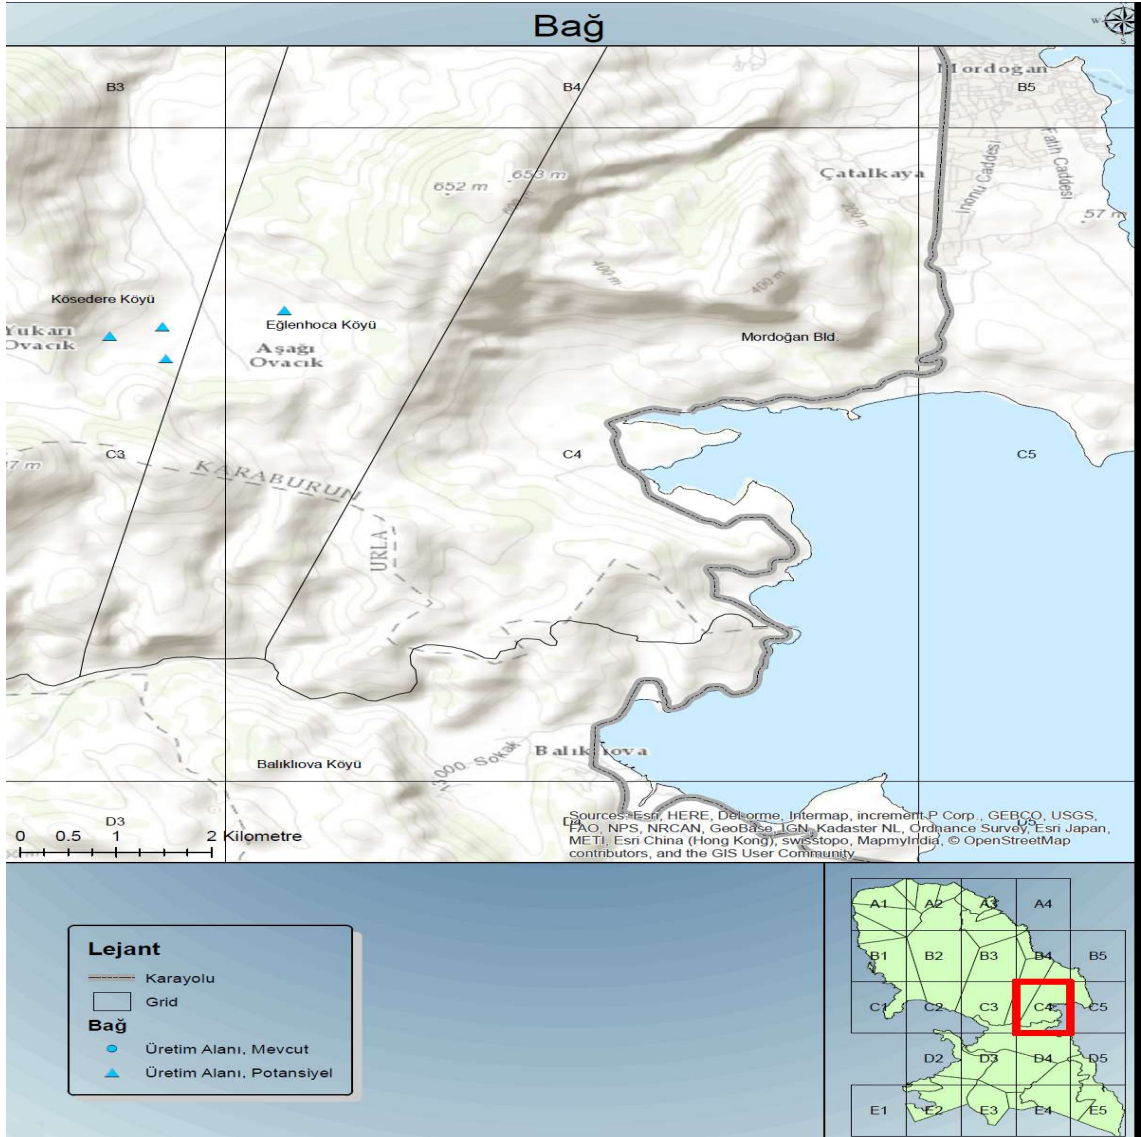 Bağ
W
S
B3
B4
Mordogan
B5
Çatalkaya
İnonu Caddesi
Fatih Caddesi
652 m
653 m
200 m
57 m
400 m
400 m
Kösedere Köyü
Yukarı
Ovacık
Eğlenhoca Köyü
Aşağı
Ovacık
Mordoğan Bld.
C3
7 m
KARABURUN
C4
C5
URLA
Balıklıova Köyü
Sokak
D3
D4
D5
0 0.5 1 2 Kilometre
Sources: Esri, HERE, DeLorme, Intermap, increment P Corp., GEBCO, USGS,
FAO, NPS, NRCAN, GeoBase, IGN, Kadaster NL, Ordnance Survey, Esri Japan,
METI, Esri China (Hong Kong), swisstopo, MapmyIndia, © OpenStreetMap
contributors, and the GIS User Community
Lejant
Karayolu
Grid
Bağ
Üretim Alanı, Mevcut
Üretim Alanı, Potansiyel
A1 A2 A3 A4
B1 B2 B3 B4 B5
C1 C2 C3 C4 C5
D2 D3 D4 D5
E1 E2 E3 E4 E5